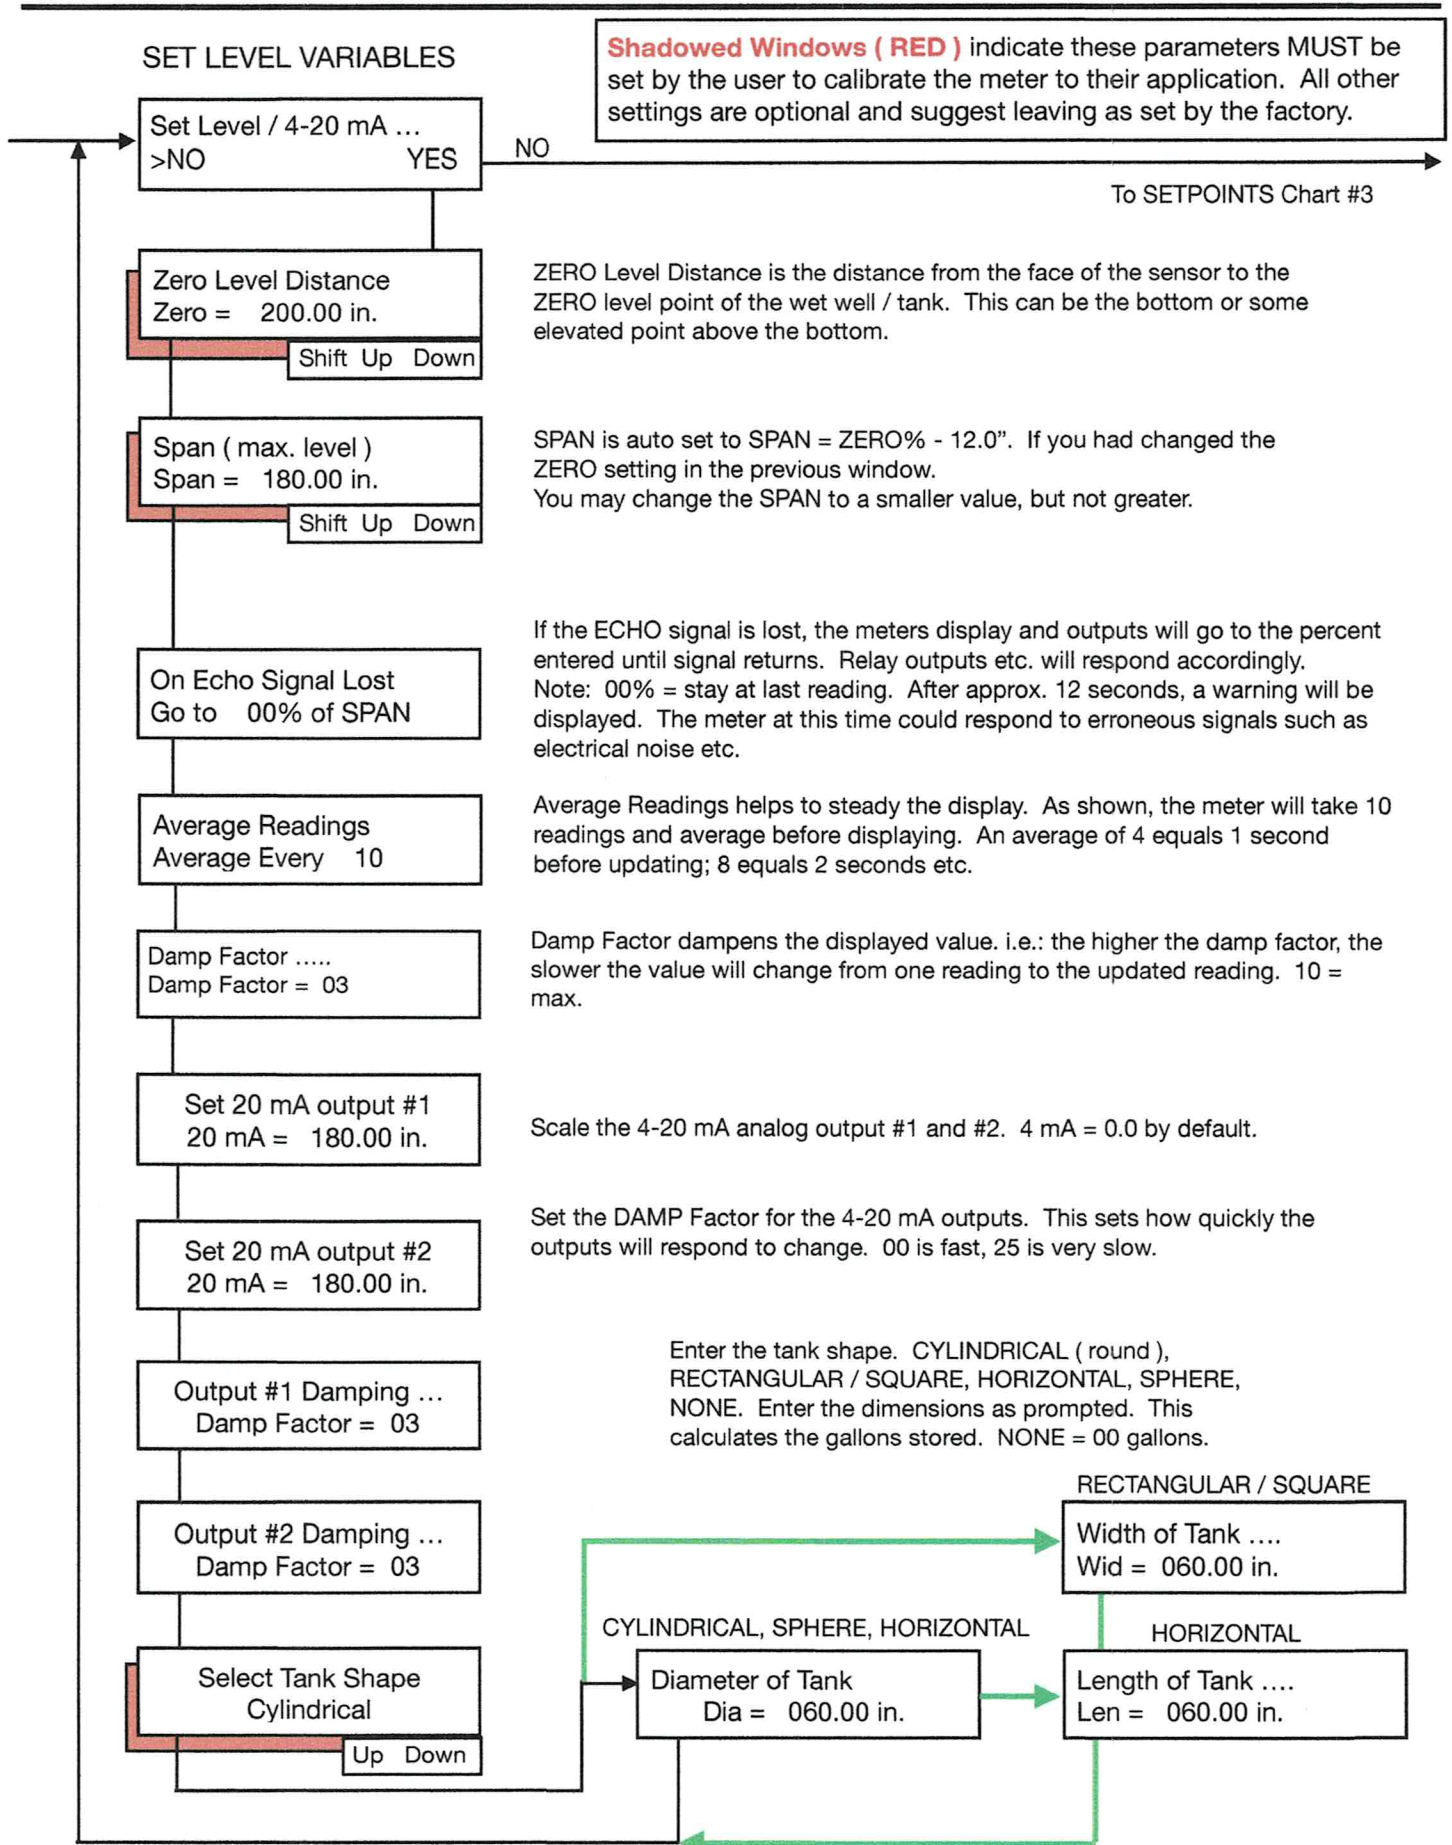 SET LEVEL VARIABLES
Shadowed Windows ( RED ) indicate these parameters MUST be
set by the user to calibrate the meter to their application.  All other
settings are optional and suggest leaving as set by the factory.
Set Level / 4-20 mA ...
>NO YES
NO
To SETPOINTS Chart #3
Zero Level Distance
Zero =   200.00 in.
Shift  Up   Down
ZERO Level Distance is the distance from the face of the sensor to the
ZERO level point of the wet well / tank.  This can be the bottom or some
elevated point above the bottom.
Span ( max. level )
Span =   180.00 in.
Shift  Up   Down
SPAN is auto set to SPAN = ZERO% - 12.0”.  If you had changed the
ZERO setting in the previous window.
You may change the SPAN to a smaller value, but not greater.
On Echo Signal Lost
Go to    00% of SPAN
If the ECHO signal is lost, the meters display and outputs will go to the percent
entered until signal returns.  Relay outputs etc. will respond accordingly.
Note:  00% = stay at last reading.  After approx. 12 seconds, a warning will be
displayed.  The meter at this time could respond to erroneous signals such as
electrical noise etc.
Average Readings
Average Every    10
Average Readings helps to steady the display.  As shown, the meter will take 10
readings and average before displaying.  An average of 4 equals 1 second
before updating; 8 equals 2 seconds etc.
Damp Factor .....
Damp Factor =  03
Damp Factor dampens the displayed value. i.e.: the higher the damp factor, the
slower the value will change from one reading to the updated reading.  10 =
max.
Set 20 mA output #1
20 mA =   180.00 in.
Scale the 4-20 mA analog output #1 and #2.  4 mA = 0.0 by default.
Set 20 mA output #2
20 mA =   180.00 in.
Set the DAMP Factor for the 4-20 mA outputs.  This sets how quickly the
outputs will respond to change.  00 is fast, 25 is very slow.
Output #1 Damping ...
Damp Factor =  03
Enter the tank shape.  CYLINDRICAL ( round ),
RECTANGULAR / SQUARE, HORIZONTAL, SPHERE,
NONE.  Enter the dimensions as prompted.  This
calculates the gallons stored.  NONE = 00 gallons.
Output #2 Damping ...
Damp Factor =  03
RECTANGULAR / SQUARE
Width of Tank ....
Wid =  060.00 in.
Select Tank Shape
Cylindrical
Up   Down
CYLINDRICAL, SPHERE, HORIZONTAL
Diameter of Tank
Dia =   060.00 in.
HORIZONTAL
Length of Tank ....
Len =   060.00 in.